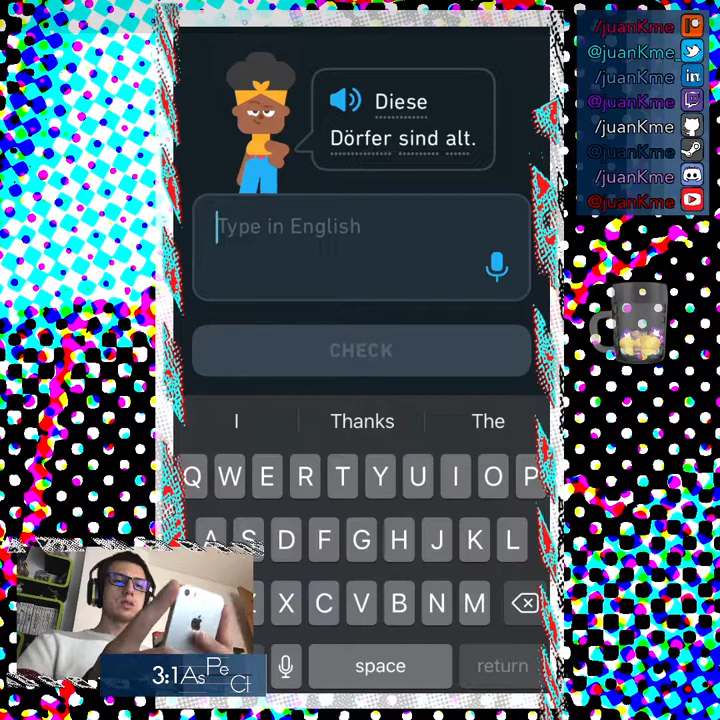 /juanKme
@juanKme_
/juanKme
@juanKme
/juanKme
@juanKme
/juanKme
@juanKme
Diese
Dörfer sind alt.
Type in English
CHECK
I Thanks The
Q W E R T Y U I O P
A S D F G H J K L
Z X C V B N M
space return
3:1 AsPeCt